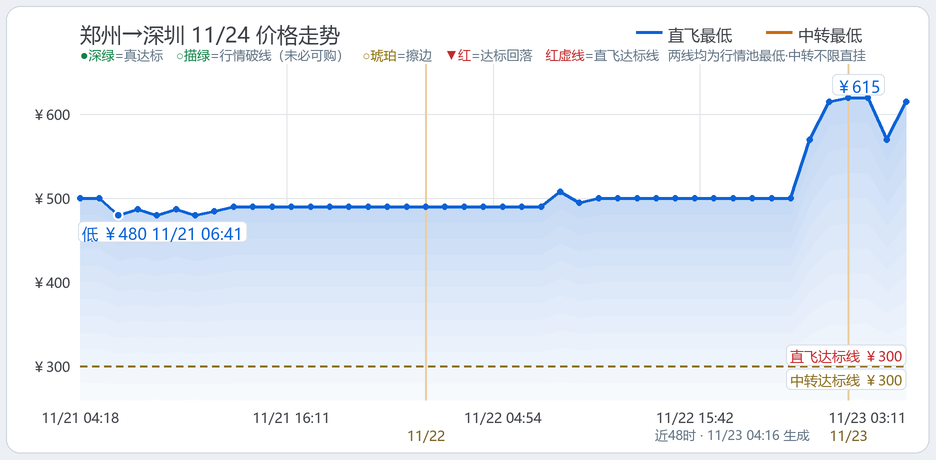 郑州→深圳 11/24 价格走势
直飞最低 中转最低
●深绿=真达标 ○描绿=行情破线（未必可购） ○琥珀=擦边 ▼红=达标回落 红虚线=直飞达标线 两线均为行情池最低·中转不限直挂
￥615
￥600
￥500
低 ￥480 11/21 06:41
￥400
￥300
直飞达标线 ￥300
中转达标线 ￥300
11/21 04:18 11/21 16:11 11/22 04:54 11/22 15:42 11/23 03:11
11/22 近48时 · 11/23 04:16 生成 11/23